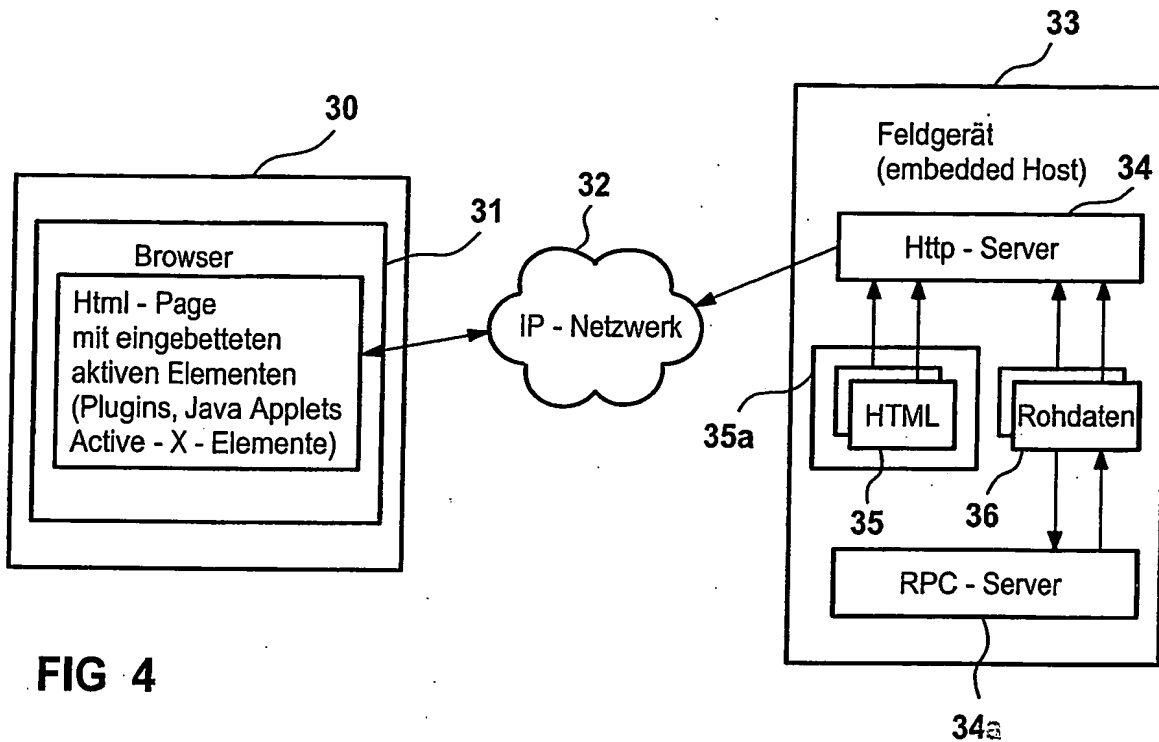 33
Feldgerät
(embedded Host)
34
Http - Server
30
31
Browser
Html - Page
mit eingebetteten
aktiven Elementen
(Plugins, Java Applets
Active - X - Elemente)
32
IP - Netzwerk
35a
HTML
Rohdaten
35
36
RPC - Server
34a
FIG 4